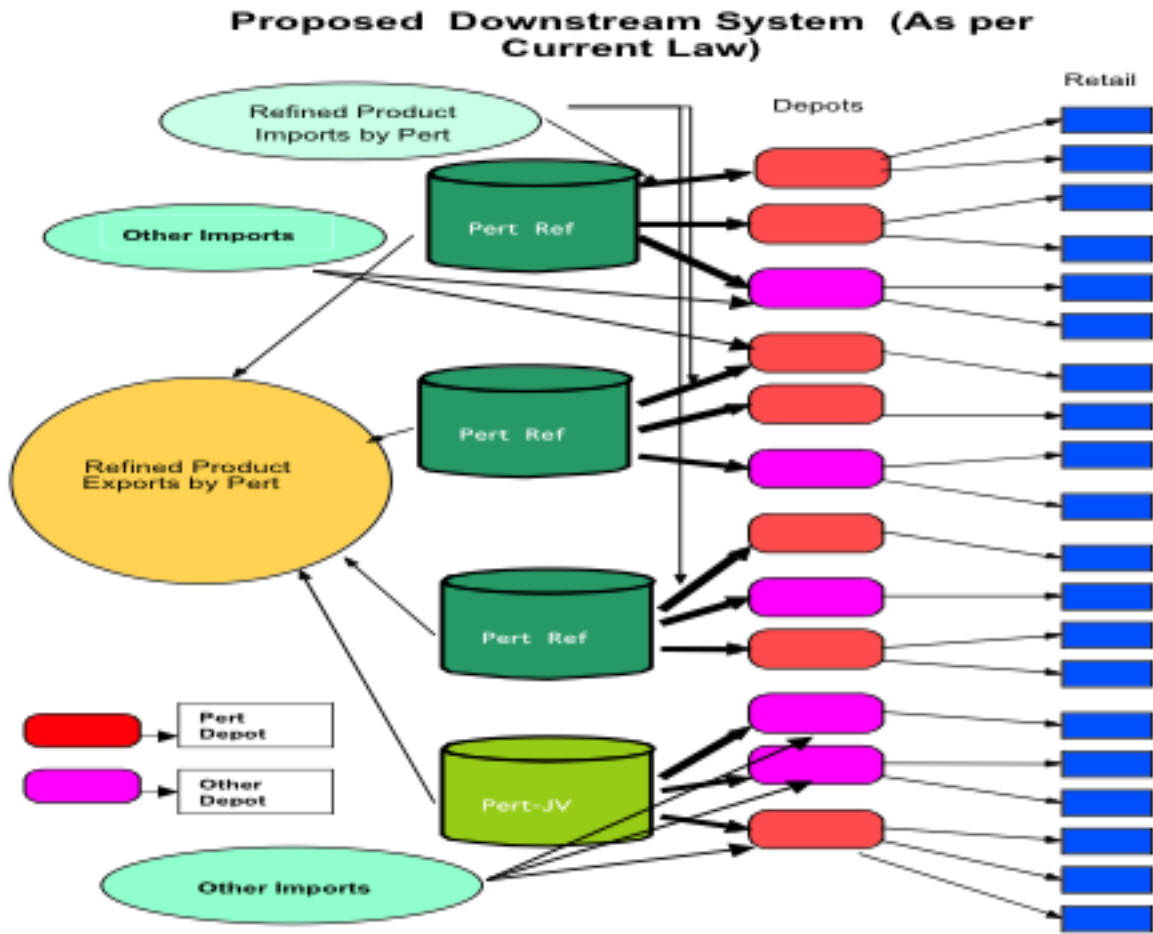 Proposed Downstream System (As per
Current Law)
Retail
Depots
Refined Product
Imports by Pert
Other Imports
Pert Ref
Pert Ref
Refined Product
Exports by Pert
Pert Ref
Pert
Depot
Other
Depot
Pert-JV
Other Imports